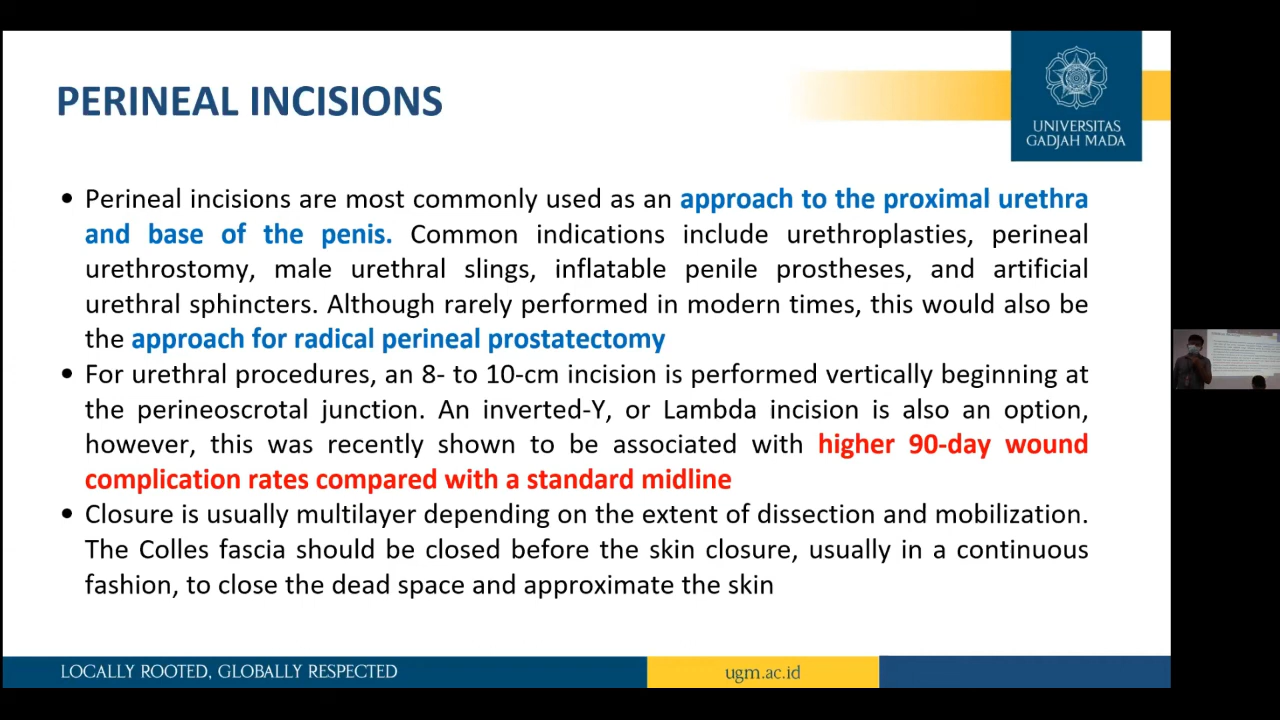 PERINEAL INCISIONS
UNIVERSITAS
GADJAH MADA
• Perineal incisions are most commonly used as an approach to the proximal urethra
and base of the penis. Common indications include urethroplasties, perineal
urethrostomy, male urethral slings, inflatable penile prostheses, and artificial
urethral sphincters. Although rarely performed in modern times, this would also be
the approach for radical perineal prostatectomy
• For urethral procedures, an 8- to 10-cm incision is performed vertically beginning at
the perineoscrotal junction. An inverted-Y, or Lambda incision is also an option,
however, this was recently shown to be associated with higher 90-day wound
complication rates compared with a standard midline
• Closure is usually multilayer depending on the extent of dissection and mobilization.
The Colles fascia should be closed before the skin closure, usually in a continuous
fashion, to close the dead space and approximate the skin
LOCALLY ROOTED, GLOBALLY RESPECTED
ugm.ac.id